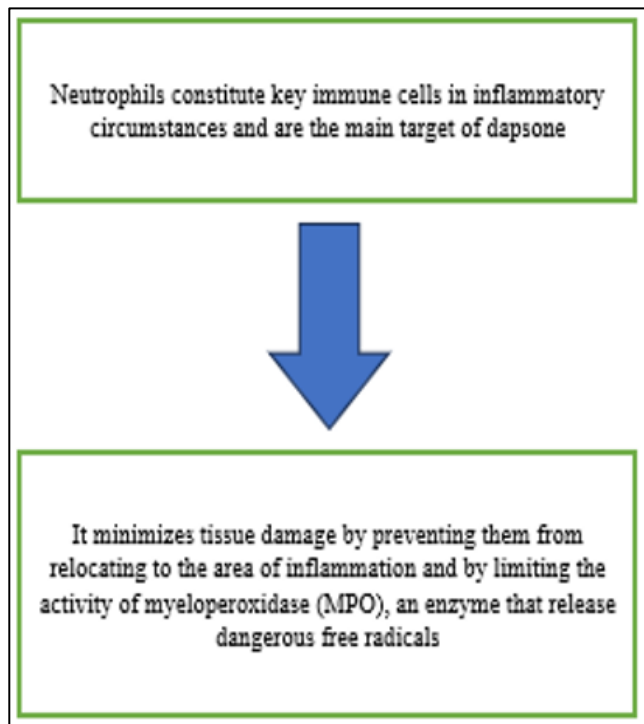 Neutrophils constitute key immune cells in inflammatory
circumstances and are the main target of dapsone
It minimizes tissue damage by preventing them from
relocating to the area of inflammation and by limiting the
activity of myeloperoxidase (MPO), an enzyme that release
dangerous free radicals